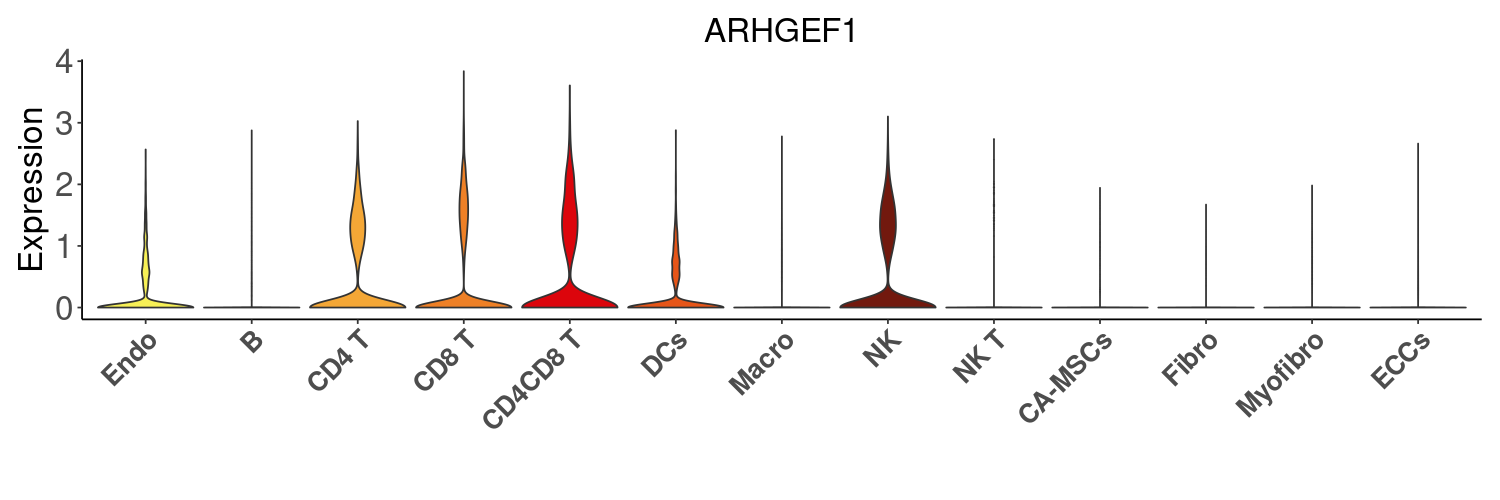 ARHGEF1
Expression
4
3
2
1
0
Endo
B
CD4 T
CD8 T
CD4CD8 T
DCs
Macro
NK
NK T
CA-MSCs
Fibro
Myofibro
ECCs